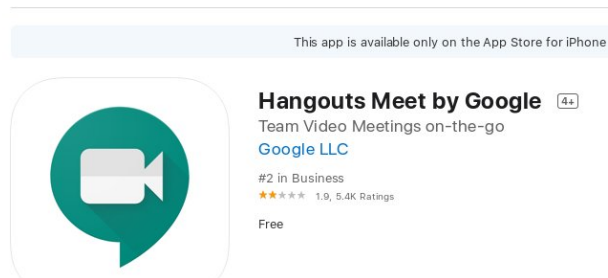 This app is available only on the App Store for iPhone
Hangouts Meet by Google 4+
Team Video Meetings on-the-go
Google LLC
#2 in Business
1.9, 5.4K Ratings
Free